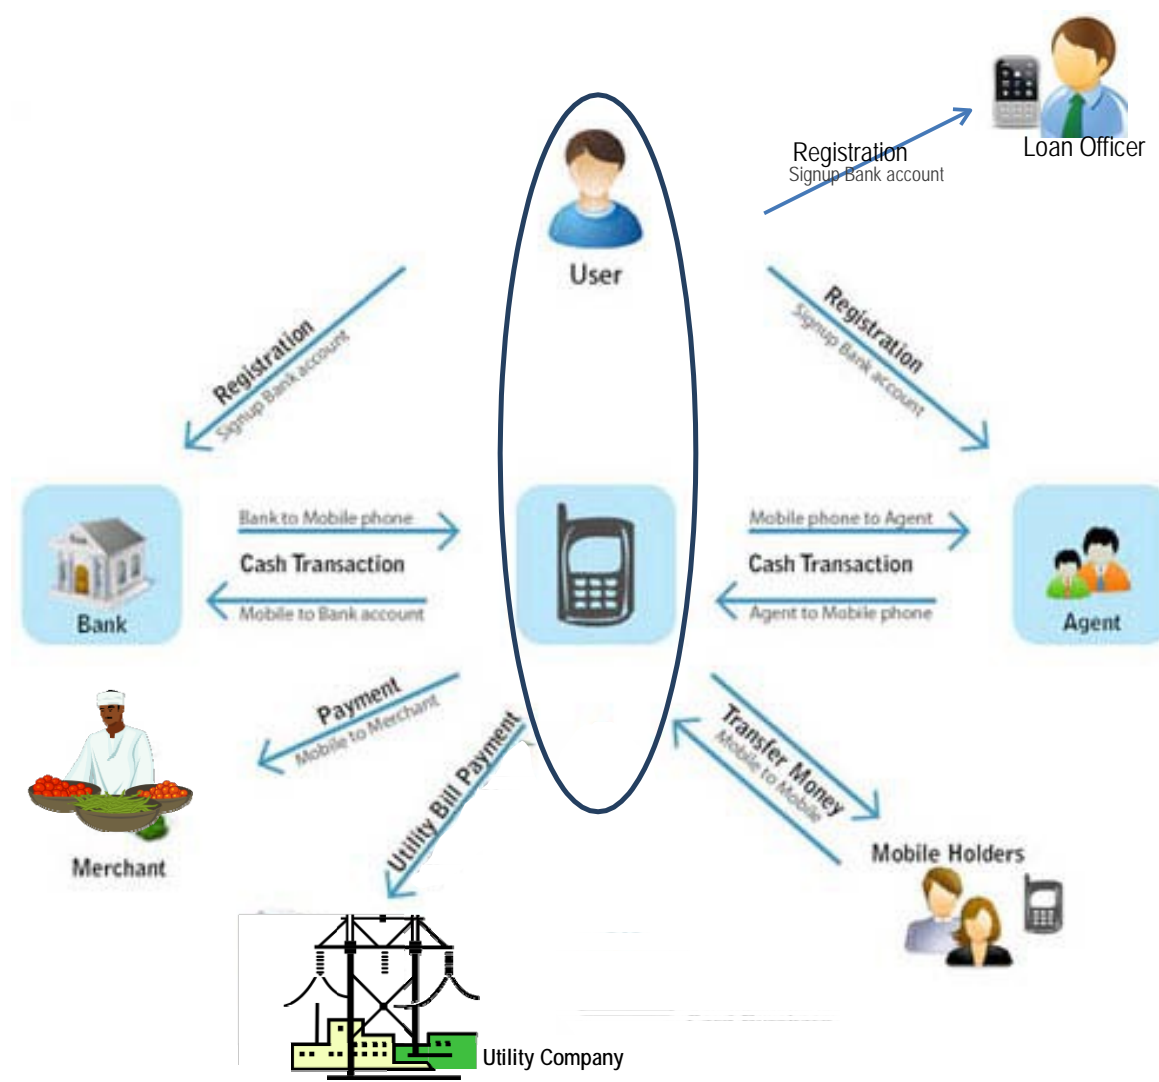 Registration
Signup Bank account
Loan Officer
User
Registration
Signup Bank account
Registration
Signup Bank account
Bank to Mobile phone
Cash Transaction
Mobile to Bank account
Bank
Mobile phone to Agent
Cash Transaction
Agent to Mobile phone
Agent
Payment
Mobile to Merchant
Utility Bill Payment
Transfer Money
Mobile to Mobile
Merchant
Mobile Holders
Utility Company